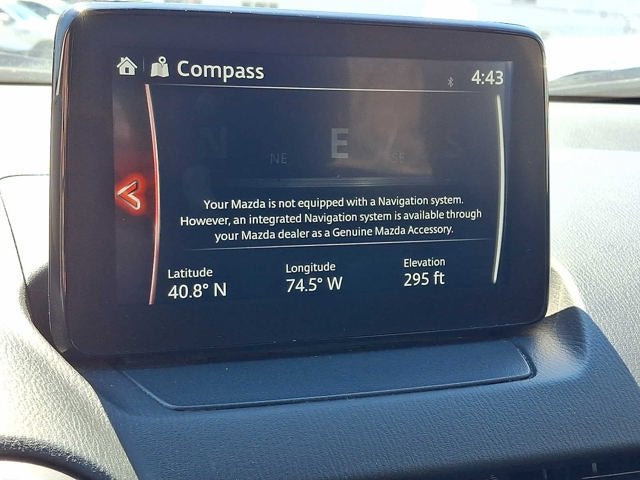 Compass
4:43
N
NE
E
SE
S
Your Mazda is not equipped with a Navigation system.
However, an integrated Navigation system is available through
your Mazda dealer as a Genuine Mazda Accessory.
Latitude
40.8° N
Longitude
74.5° W
Elevation
295 ft